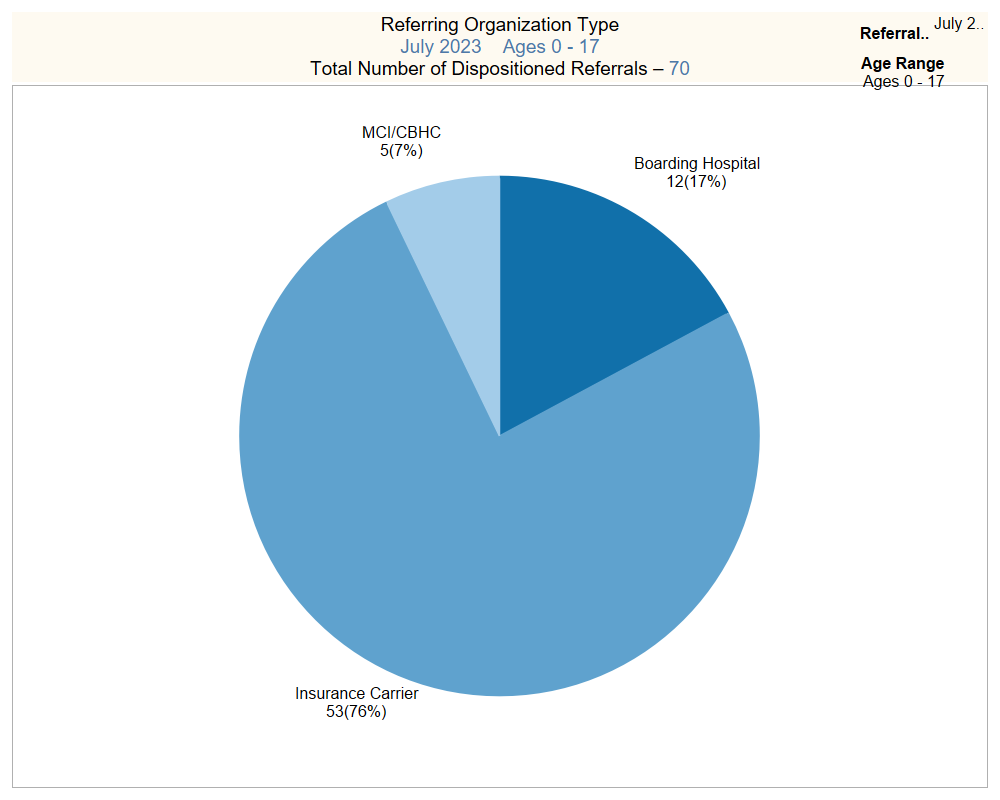 Referring Organization Type
July 2023 Ages 0 - 17
Total Number of Dispositioned Referrals – 70
Referral.. July 2..
Age Range
Ages 0 - 17
MCI/CBHC
5(7%)
Boarding Hospital
12(17%)
Insurance Carrier
53(76%)